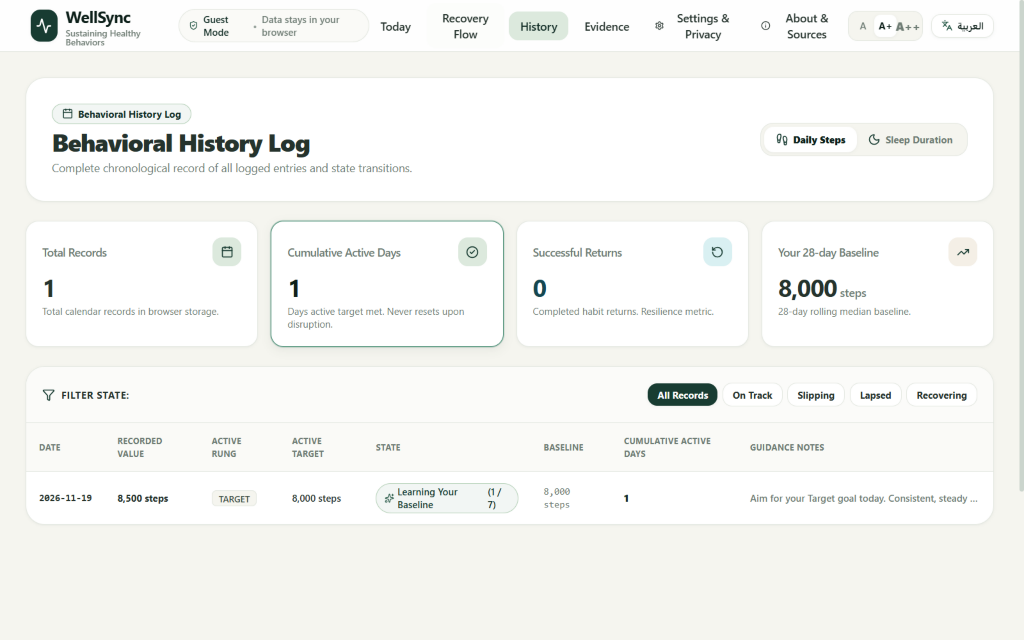 WellSync
Sustaining Healthy
Behaviors
Guest
Mode
• Data stays in your
browser
Today
Recovery
Flow
History
Evidence
Settings &
Privacy
About &
Sources
A A+ A++
العربية
Behavioral History Log
Behavioral History Log
Complete chronological record of all logged entries and state transitions.
Daily Steps
Sleep Duration
Total Records
1
Total calendar records in browser storage.
Cumulative Active Days
1
Days active target met. Never resets upon
disruption.
Successful Returns
0
Completed habit returns. Resilience metric.
Your 28-day Baseline
8,000 steps
28-day rolling median baseline.
FILTER STATE:
All Records
On Track
Slipping
Lapsed
Recovering
DATE
RECORDED
VALUE
ACTIVE
RUNG
ACTIVE
TARGET
STATE
BASELINE
CUMULATIVE ACTIVE
DAYS
GUIDANCE NOTES
2026-11-19
8,500 steps
TARGET
8,000 steps
Learning Your
Baseline
(1 /
7)
8,000
steps
1
Aim for your Target goal today. Consistent, steady ...